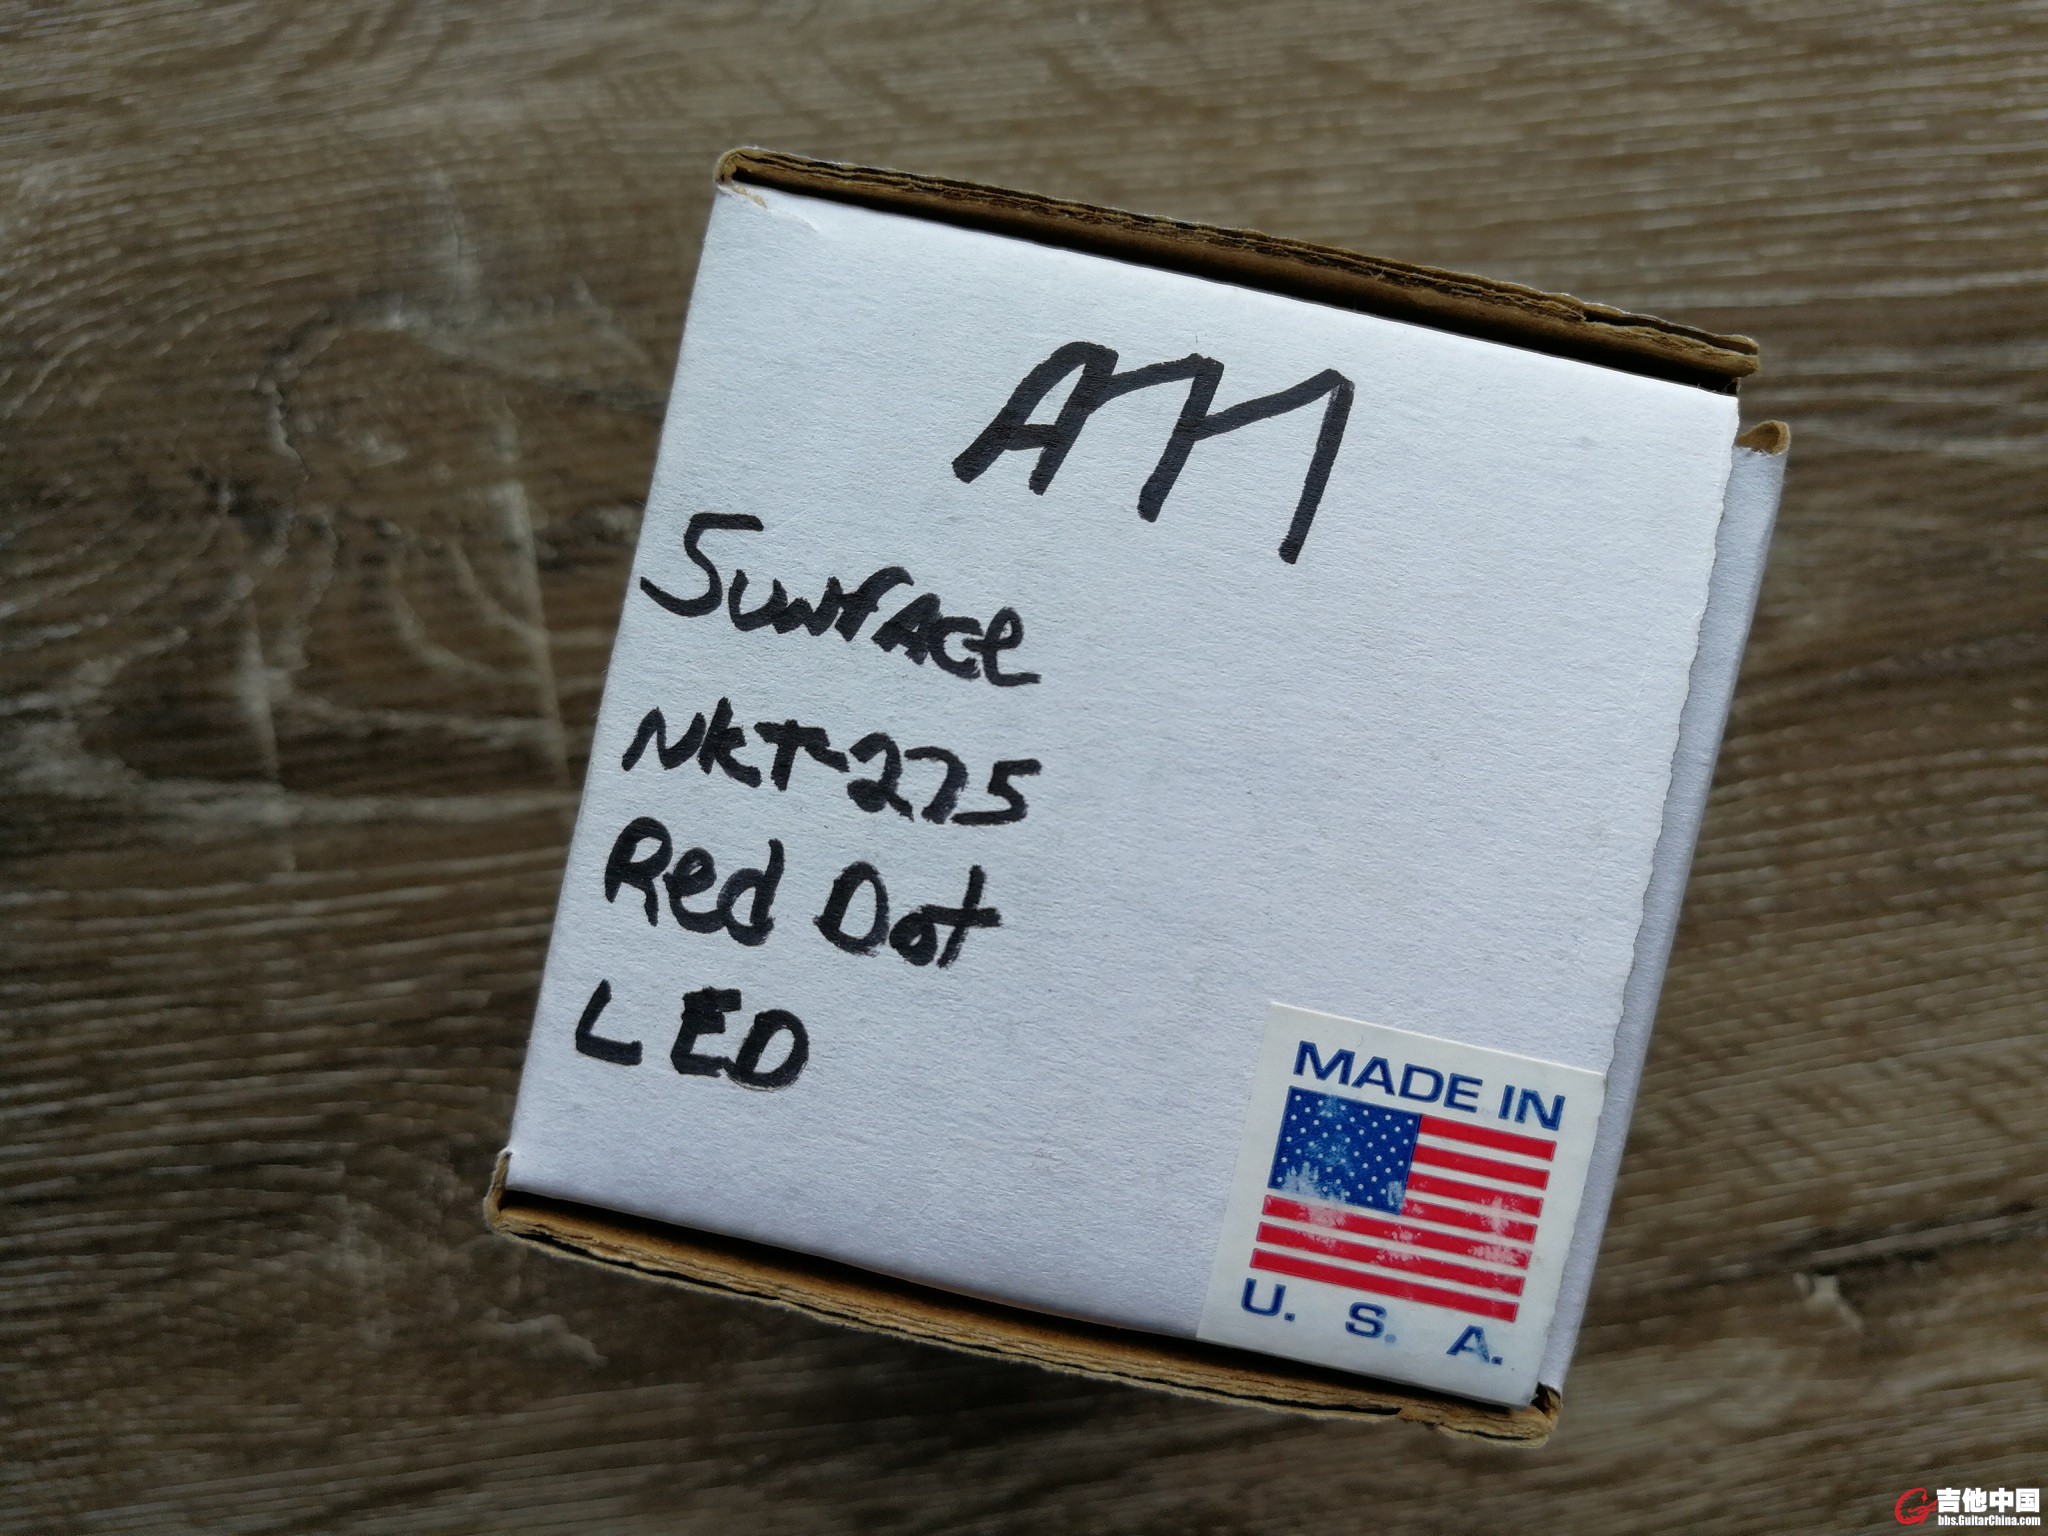 AM
Sunface
NKT-275
Red Dot
LED
MADE IN
U. S. A.
吉他中国
bbs.GuitarChina.com